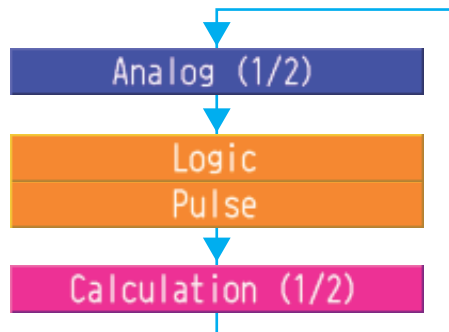 Analog (1/2)
Logic
Pulse
Calculation (1/2)